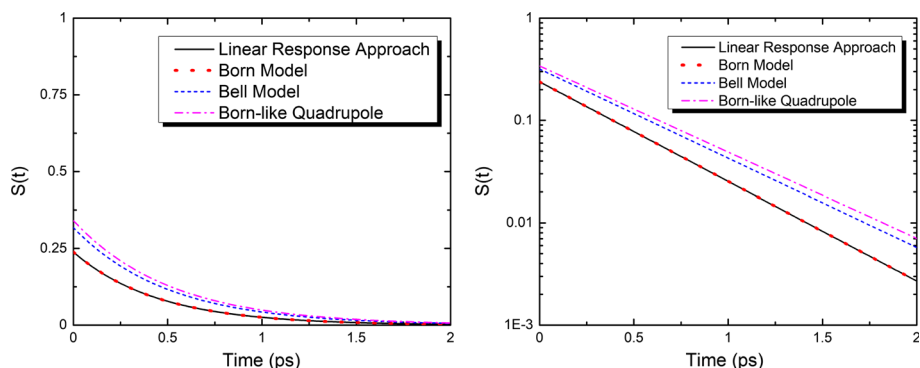 1
0.75
0.5
0.25
0
S(t)
Linear Response Approach
Born Model
Bell Model
Born-like Quadrupole
0 0.5 1 1.5 2
Time (ps)
1
0.1
0.01
1E-3
S(t)
Linear Response Approach
Born Model
Bell Model
Born-like Quadrupole
0 0.5 1 1.5 2
Time (ps)